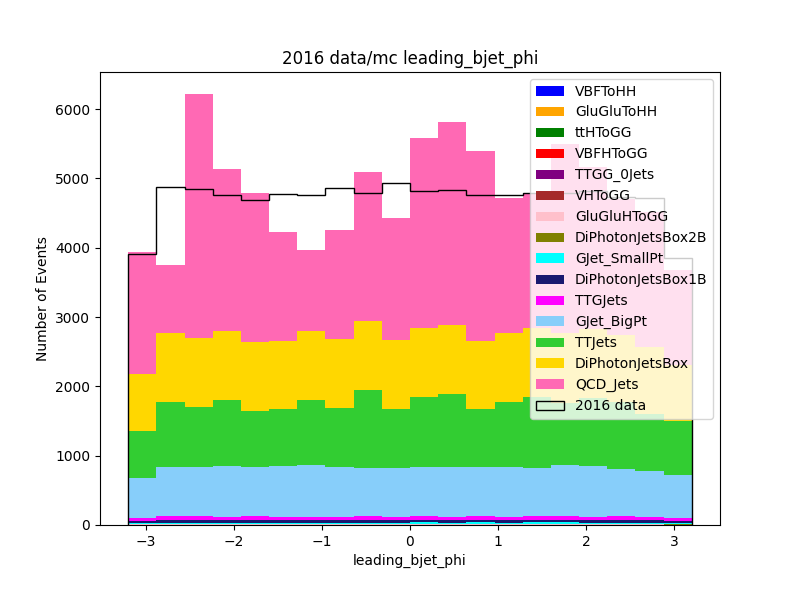 2016 data/mc leading_bjet_phi
Number of Events
6000
5000
4000
3000
2000
1000
0
VBFToHH
GluGluToHH
ttHToGG
VBFHToGG
TTGG_0Jets
VHToGG
GluGluHToGG
DiPhotonJetsBox2B
GJet_SmallPt
DiPhotonJetsBox1B
TTGJets
GJet_BigPt
TTJets
DiPhotonJetsBox
QCD_Jets
2016 data
−3 −2 −1 0 1 2 3
leading_bjet_phi